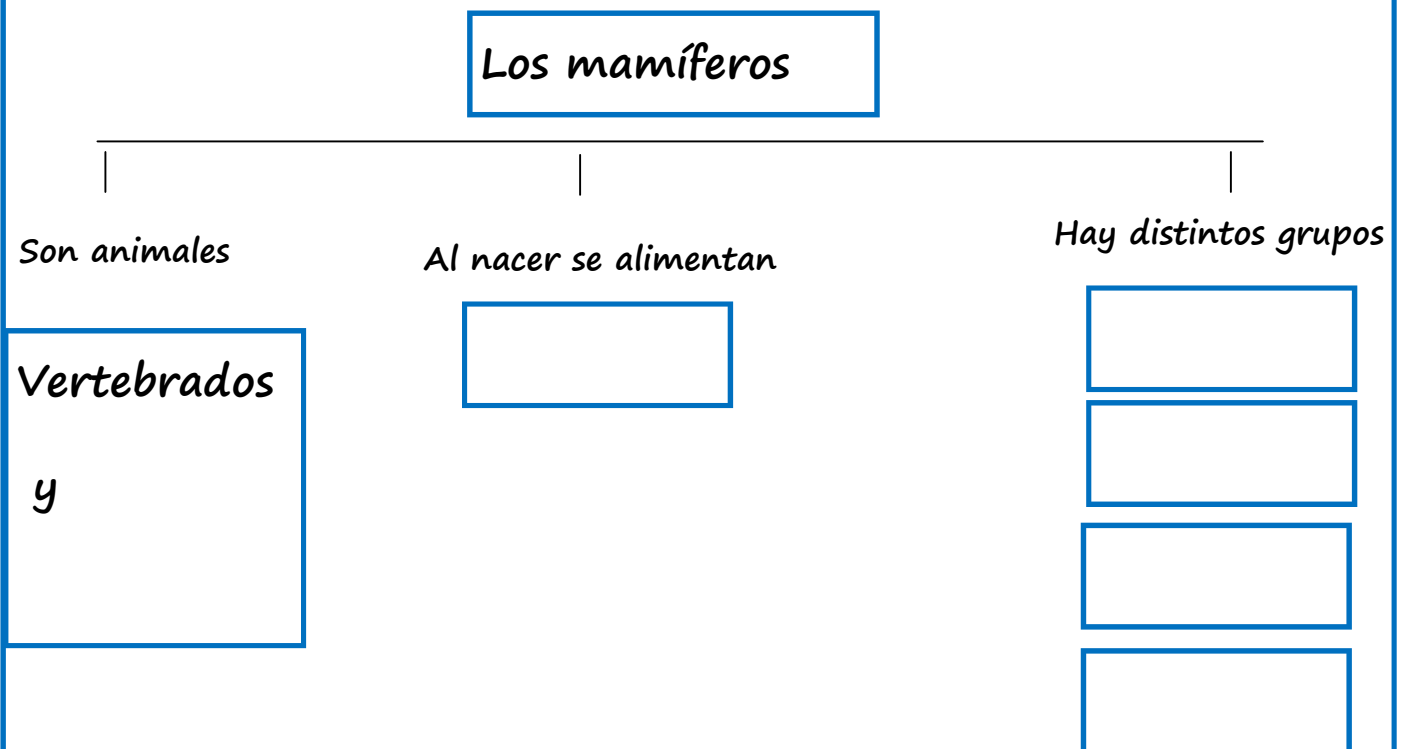 Los mamíferos
Son animales
Al nacer se alimentan
Hay distintos grupos
Vertebrados
y